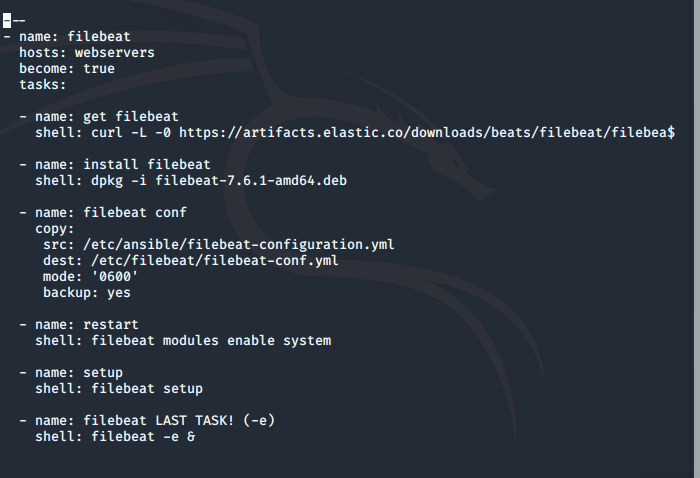 ---
- name: filebeat
  hosts: webservers
  become: true
  tasks:
  - name: get filebeat
    shell: curl -L -0 https://artifacts.elastic.co/downloads/beats/filebeat/filebea$
  - name: install filebeat
    shell: dpkg -i filebeat-7.6.1-amd64.deb
  - name: filebeat conf
    copy:
     src: /etc/ansible/filebeat-configuration.yml
     dest: /etc/filebeat/filebeat-conf.yml
     mode: '0600'
     backup: yes
  - name: restart
    shell: filebeat modules enable system
  - name: setup
    shell: filebeat setup
  - name: filebeat LAST TASK! (-e)
    shell: filebeat -e &